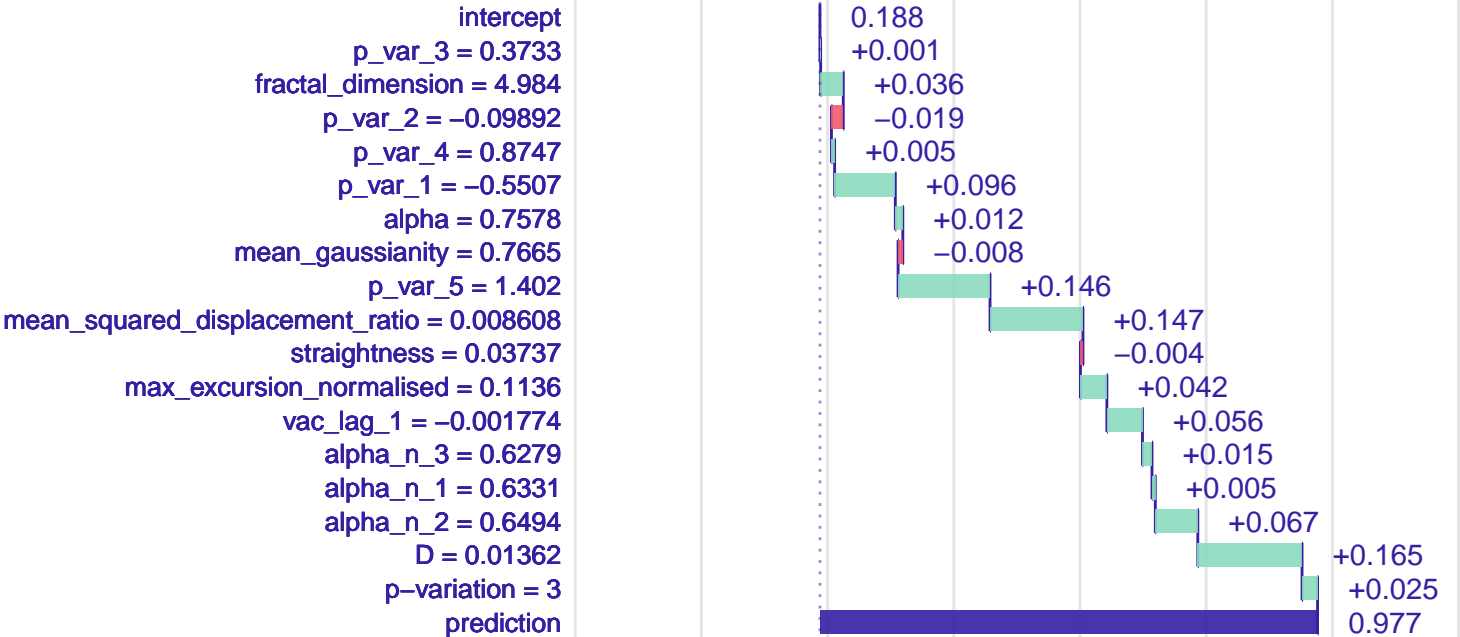 intercept 0.188
p_var_3 = 0.3733 +0.001
fractal_dimension = 4.984 +0.036
p_var_2 = −0.09892 −0.019
p_var_4 = 0.8747 +0.005
p_var_1 = −0.5507 +0.096
alpha = 0.7578 +0.012
mean_gaussianity = 0.7665 −0.008
p_var_5 = 1.402 +0.146
mean_squared_displacement_ratio = 0.008608 +0.147
straightness = 0.03737 −0.004
max_excursion_normalised = 0.1136 +0.042
vac_lag_1 = −0.001774 +0.056
alpha_n_3 = 0.6279 +0.015
alpha_n_1 = 0.6331 +0.005
alpha_n_2 = 0.6494 +0.067
D = 0.01362 +0.165
p−variation = 3 +0.025
prediction 0.977